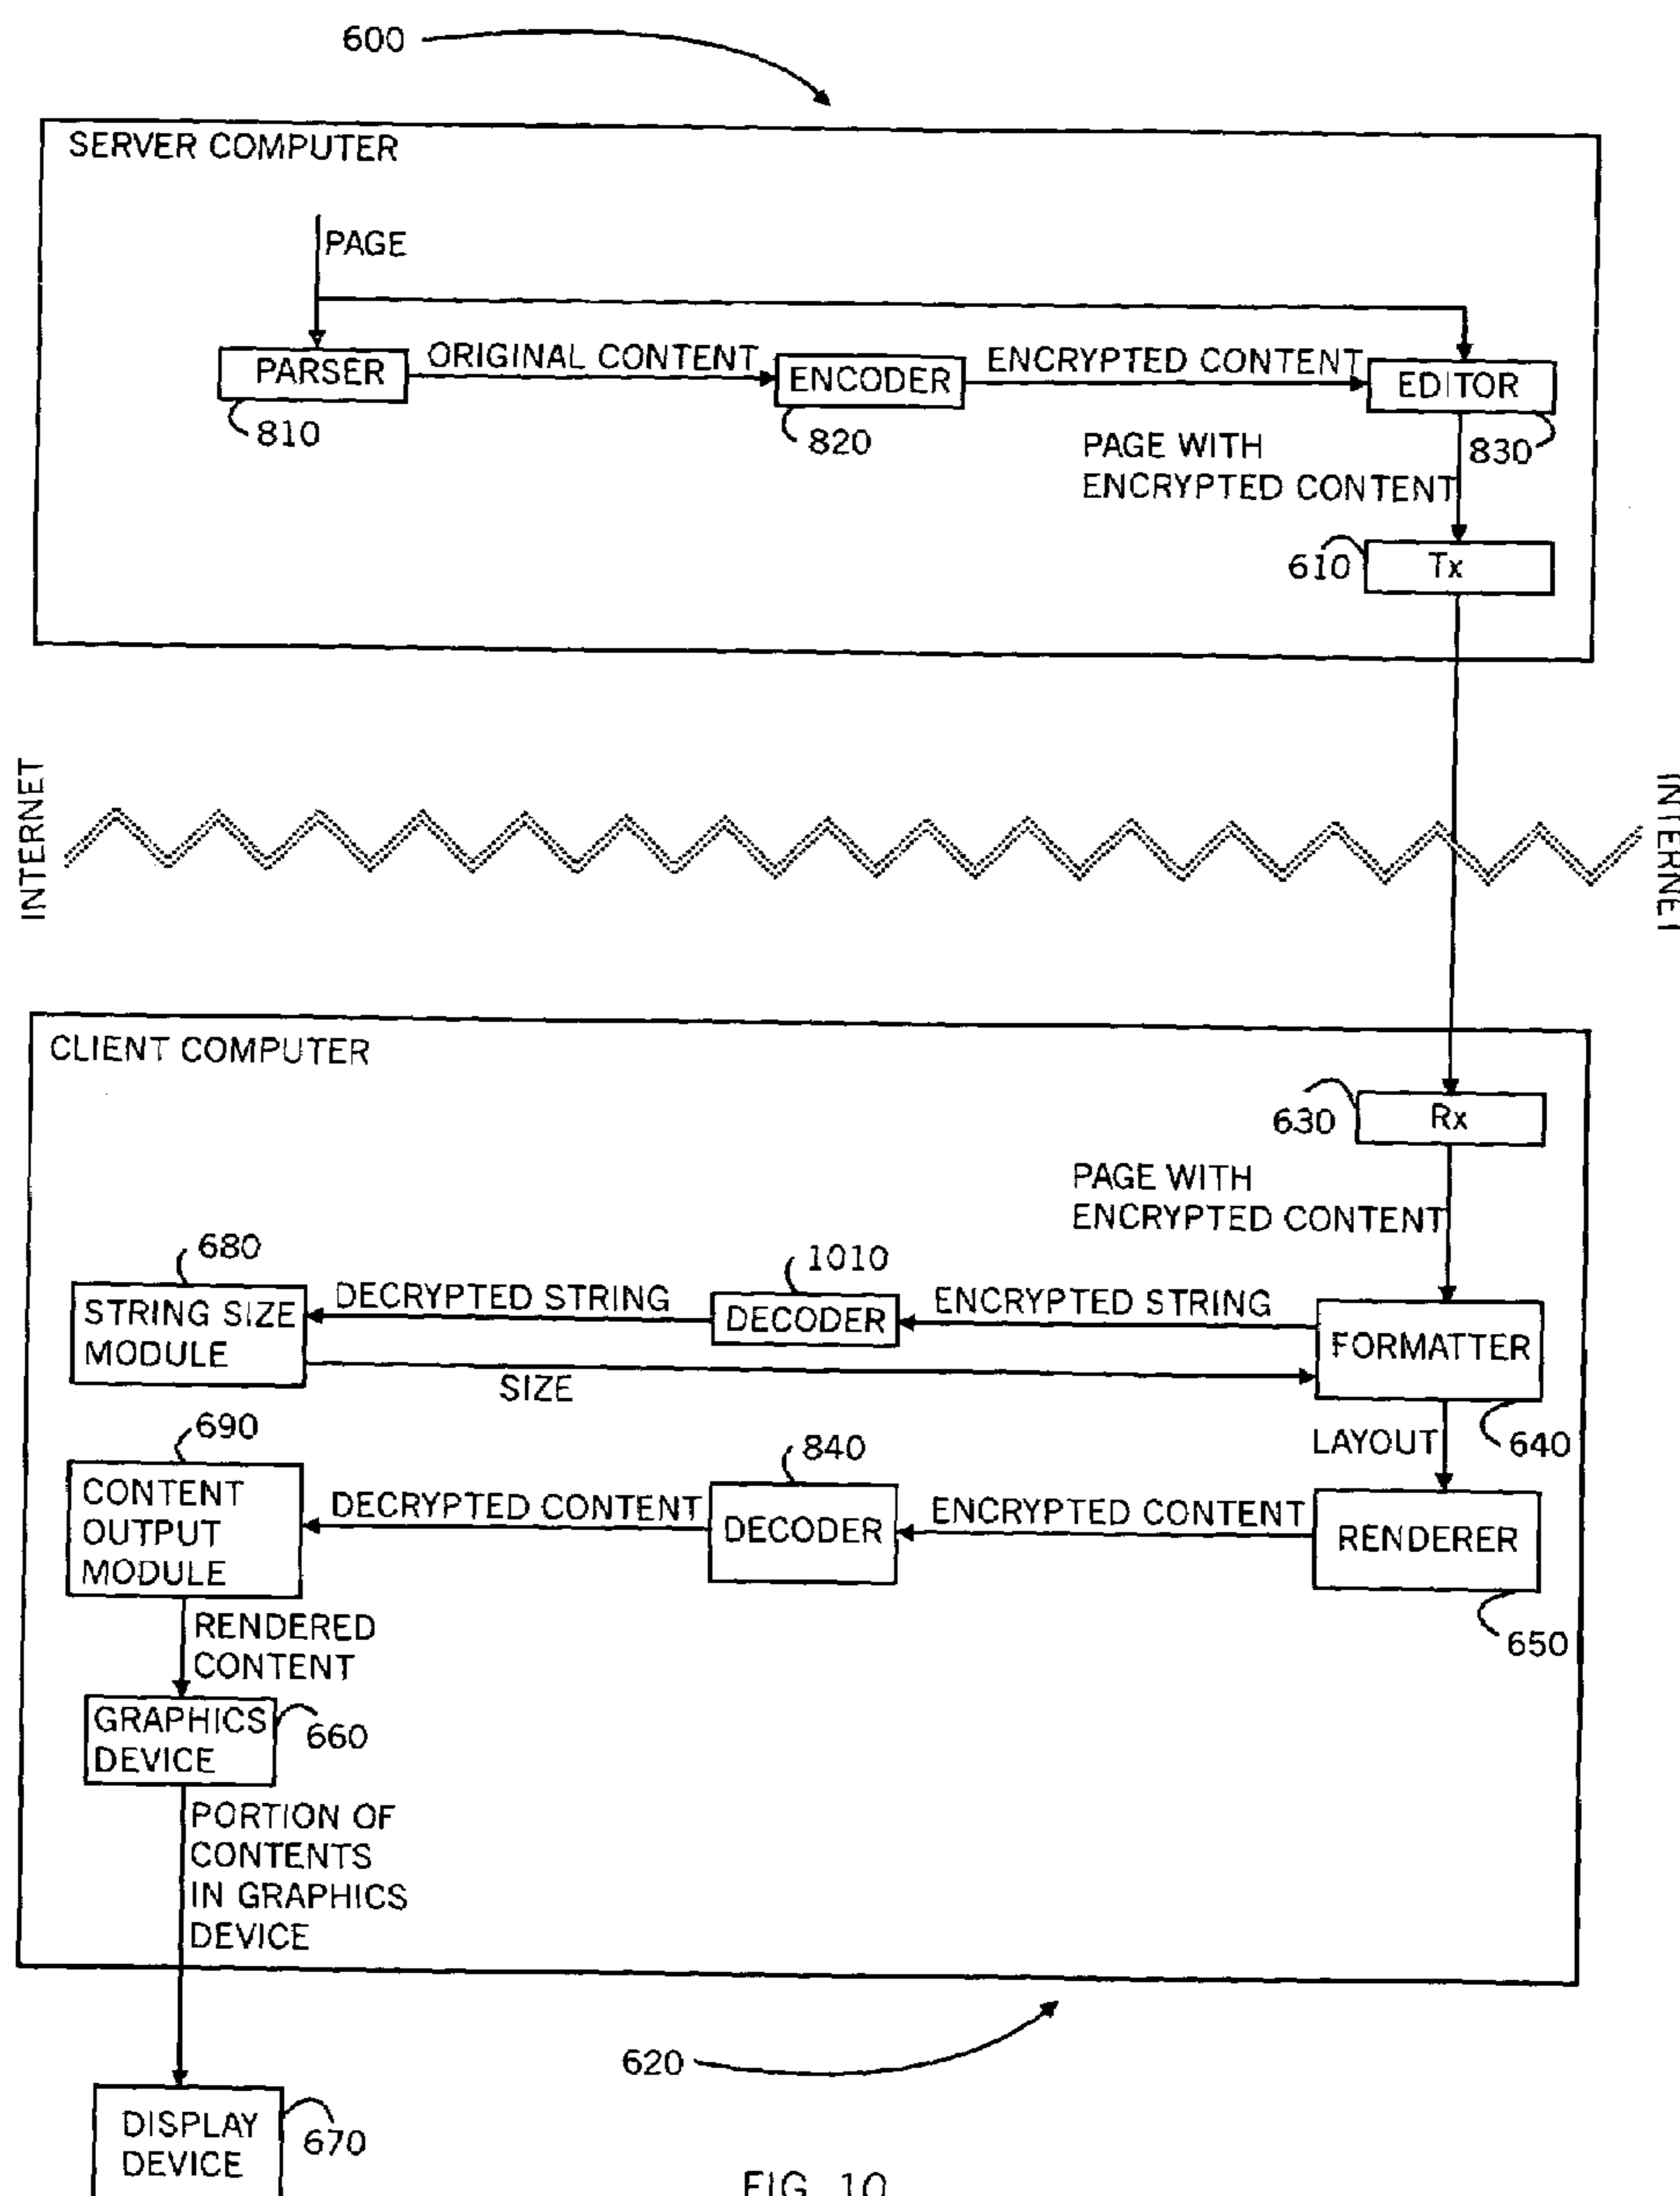 600
SERVER COMPUTER
PAGE
PARSER
ORIGINAL CONTENT
ENCODER
ENCRYPTED CONTENT
EDITOR
810
820
830
PAGE WITH
ENCRYPTED CONTENT
610
Tx
INTERNET
INTERNET
CLIENT COMPUTER
630
Rx
PAGE WITH
ENCRYPTED CONTENT
680
1010
STRING SIZE
MODULE
DECRYPTED STRING
DECODER
ENCRYPTED STRING
FORMATTER
SIZE
640
LAYOUT
690
840
CONTENT
OUTPUT
MODULE
DECRYPTED CONTENT
DECODER
ENCRYPTED CONTENT
RENDERER
650
RENDERED
CONTENT
GRAPHICS
DEVICE
660
PORTION OF
CONTENTS
IN GRAPHICS
DEVICE
620
DISPLAY
DEVICE
670
FIG. 10